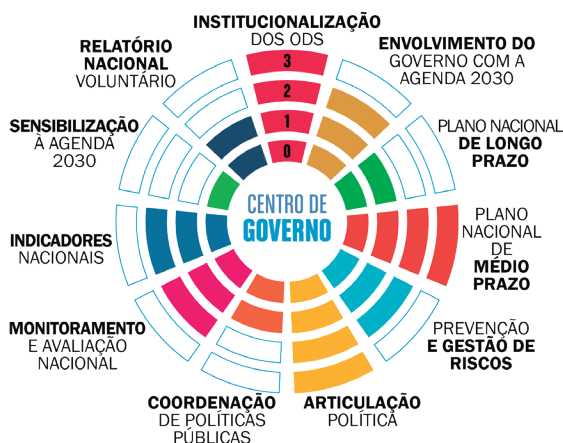 INSTITUCIONALIZAÇÃO
DOS ODS
3
2
1
0
ENVOLVIMENTO DO
GOVERNO COM A
AGENDA 2030
PLANO NACIONAL
DE LONGO
PRAZO
PLANO
NACIONAL
DE
MÉDIO
PRAZO
PREVENÇÃO
E GESTÃO DE
RISCOS
ARTICULAÇÃO
POLÍTICA
COORDENAÇÃO
DE POLÍTICAS
PÚBLICAS
MONITORAMENTO
E AVALIAÇÃO
NACIONAL
INDICADORES
NACIONAIS
SENSIBILIZAÇÃO
À AGENDA
2030
RELATÓRIO
NACIONAL
VOLUNTÁRIO
CENTRO DE
GOVERNO